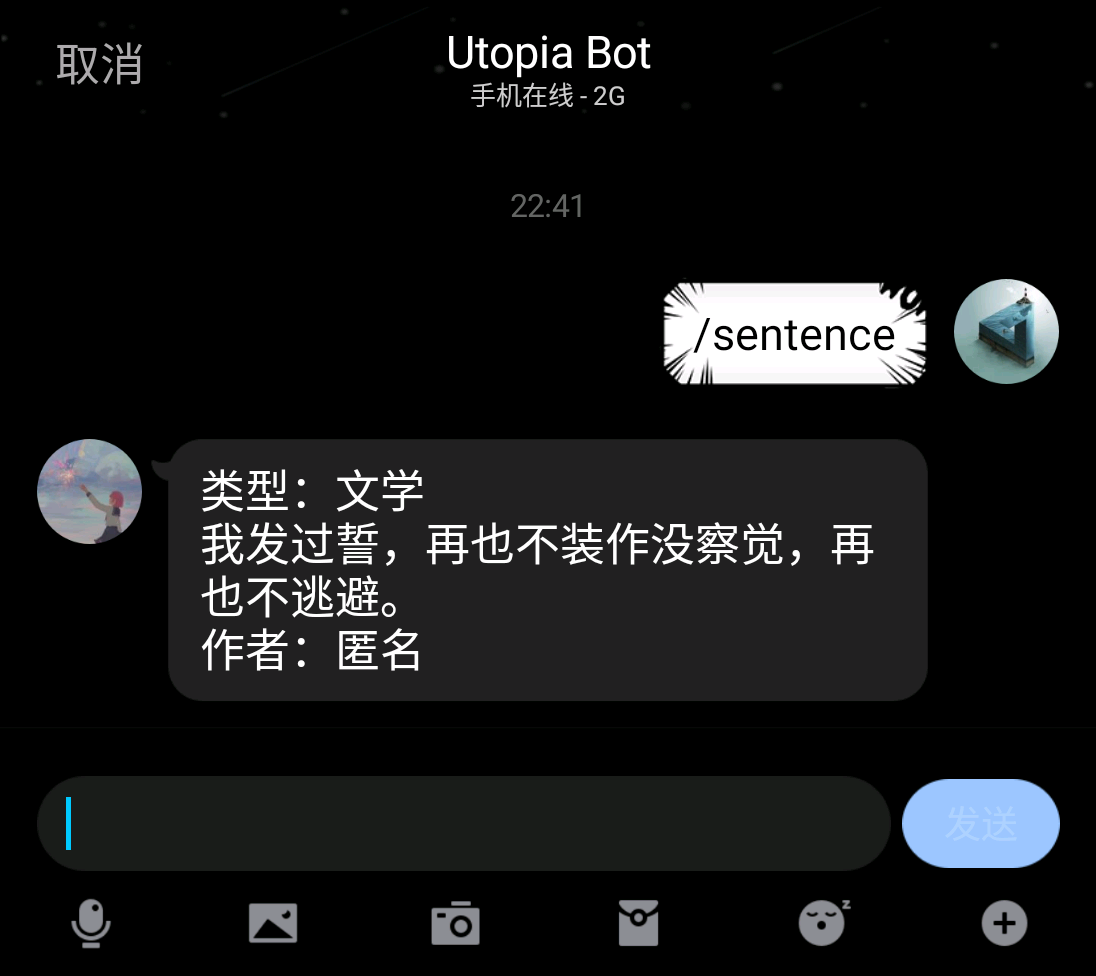 取消
Utopia Bot
手机在线 - 2G
22:41
/sentence
类型：文学
我发过誓，再也不装作没察觉，再
也不逃避。
作者：匿名
发送